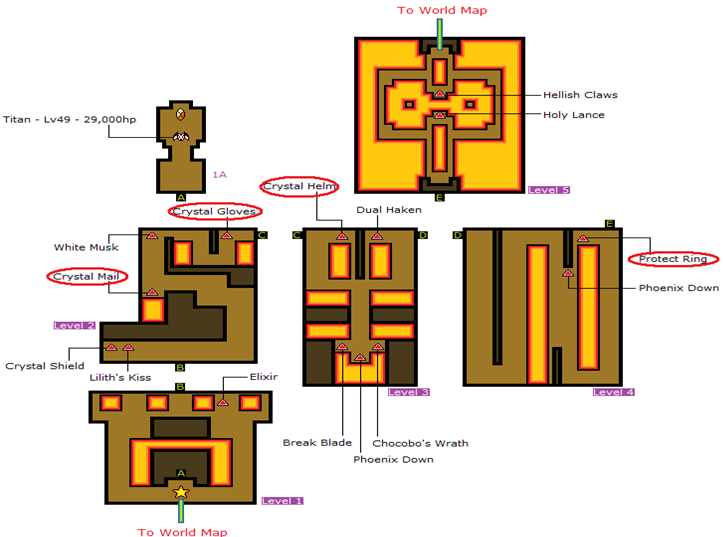 To World Map
Hellish Claws
Holy Lance
Titan - Lv49 - 29,000hp
1A
A
Level 5
E
Crystal Helm
Crystal Gloves
Dual Haken
White Musk
C
C
D
D
E
Protect Ring
Crystal Mail
Phoenix Down
Level 2
Crystal Shield
Lilith's Kiss
B
B
Elixir
Level 3
Level 4
Break Blade
Chocobo's Wrath
Phoenix Down
A
Level 1
To World Map